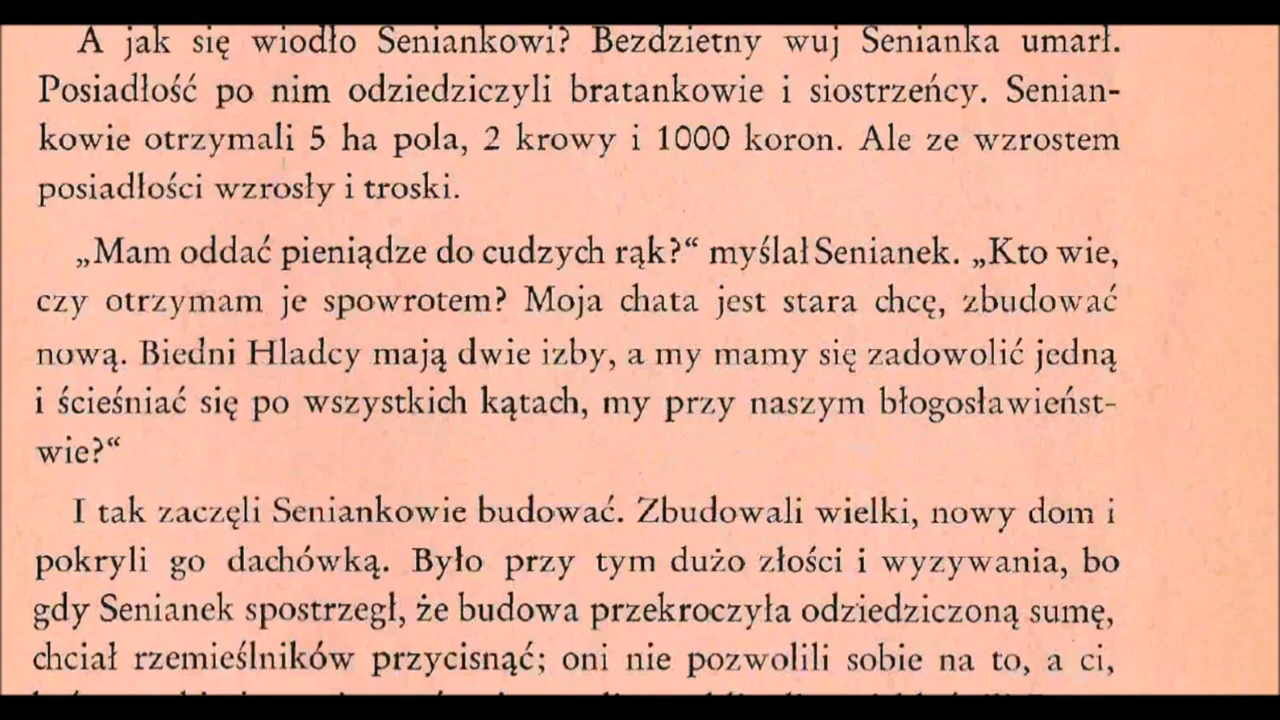 A jak się wiodło Seniankowi? Bezdzietny wuj Senianka umarł.
Posiadłość po nim odziedziczyli bratankowie i siostrzeńcy. Senian-
kowie otrzymali 5 ha pola, 2 krowy i 1000 koron. Ale ze wzrostem
posiadłości wzrosły i troski.
„Mam oddać pieniądze do cudzych rąk?“ myślał Senianek. „Kto wie,
czy otrzymam je spowrotem? Moja chata jest stara chcę, zbudować
nową. Biedni Hladcy mają dwie izby, a my mamy się zadowolić jedną
i ścieśniać się po wszystkich kątach, my przy naszym błogosławieńst-
wie?“
I tak zaczęli Seniankowie budować. Zbudowali wielki, nowy dom i
pokryli go dachówką. Było przy tym dużo złości i wyzywania, bo
gdy Senianek spostrzegł, że budowa przekroczyła odziedziczoną sumę,
chciał rzemieślników przycisnąć; oni nie pozwolili sobie na to, a ci,